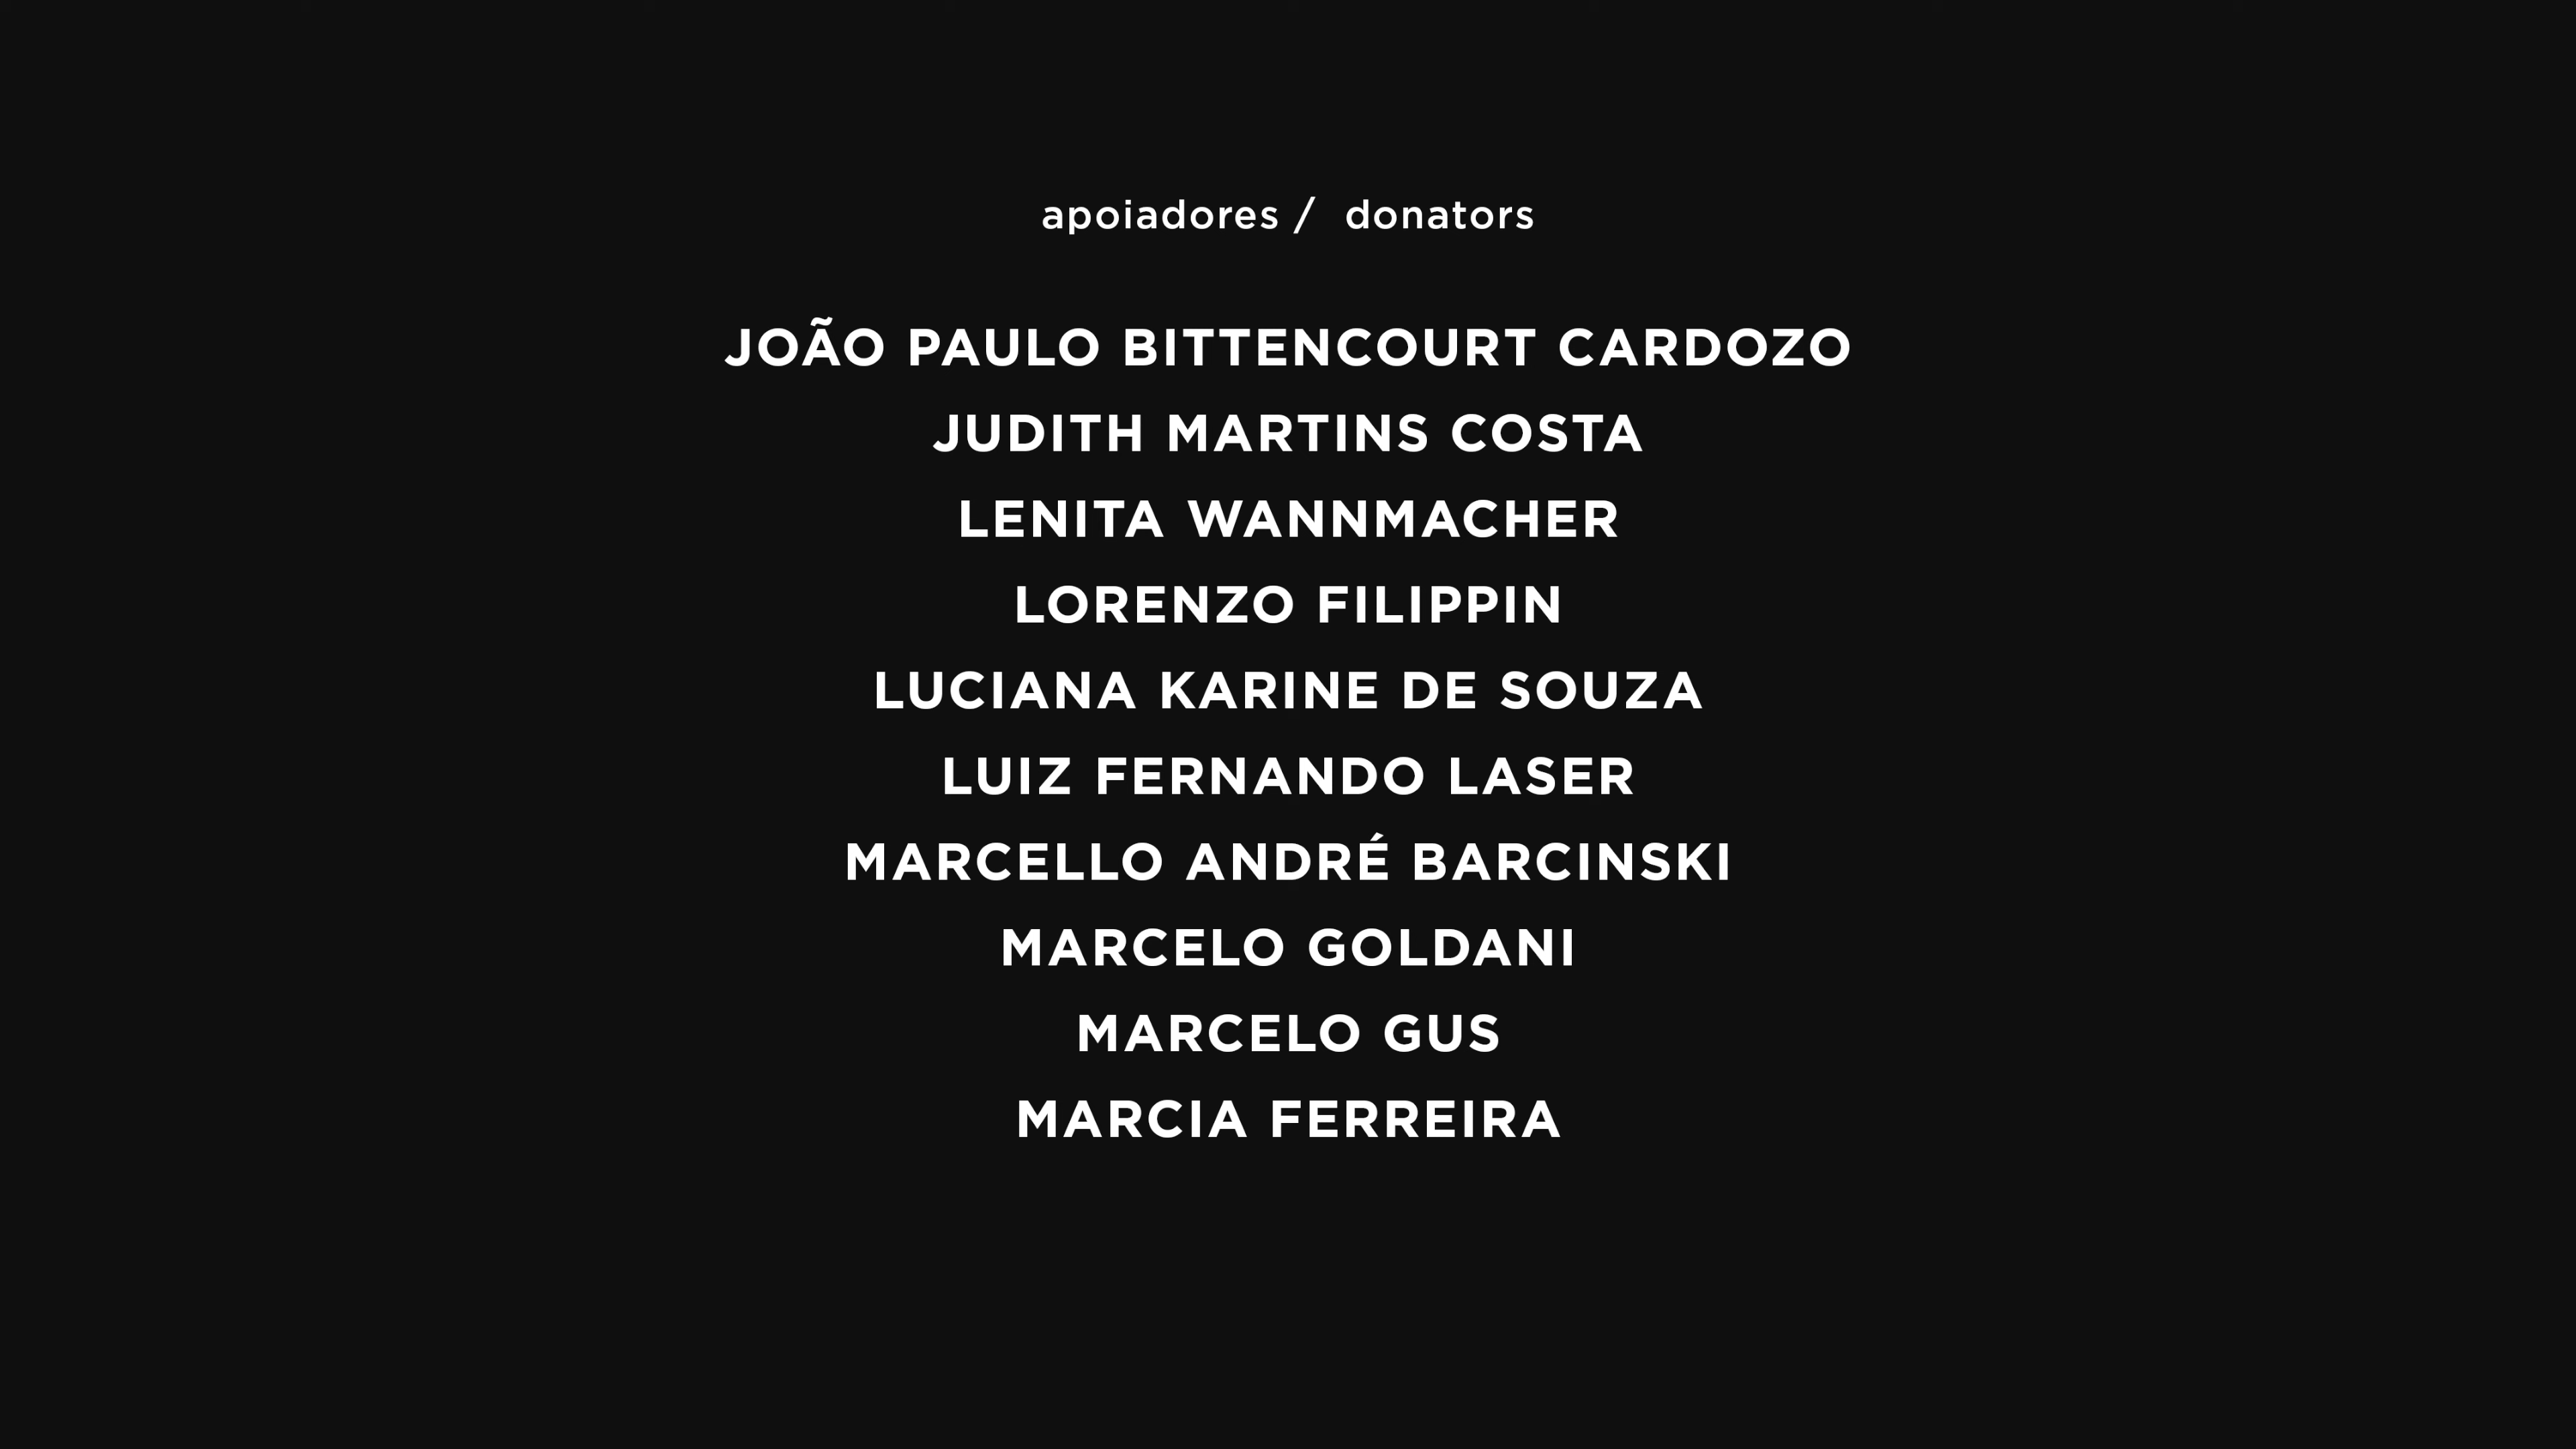 apoiadores / donators
JOÃO PAULO BITTENCOURT CARDOZO
JUDITH MARTINS COSTA
LENITA WANNMACHER
LORENZO FILIPPIN
LUCIANA KARINE DE SOUZA
LUIZ FERNANDO LASER
MARCELLO ANDRÉ BARCINSKI
MARCELO GOLDANI
MARCELO GUS
MARCIA FERREIRA